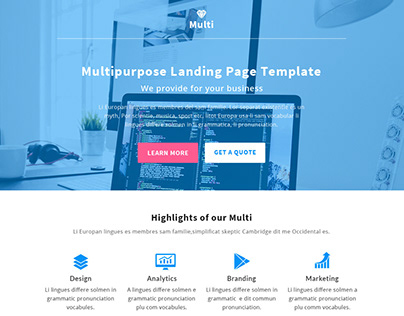 Multi
Multipurpose Landing Page Template
We provide for your business
Li Europan lingues es membres del sam familie. Lor separat existentie es un
myth. Por scientie, musica, sport etc, litot Europa usa li sam vocabular li
lingues differe solmen in li grammatica, li pronunciation.
LEARN MORE
GET A QUOTE
Highlights of our Multi
Li Europan lingues es membres sam familie,simplificat skeptic Cambridge dit me Occidental es.
Design
Analytics
Branding
Marketing
Li lingues differe solmen in
A lingues differe solmen e
Li lingues differe solmen in
Li lingues differe solmen a
grammatic pronunciation
grammatic pronunciation
grammatic e dit commun
grammatic pronunciation
vocabules.
plu com vocabules.
pronunciation.
plu comm vocabules.